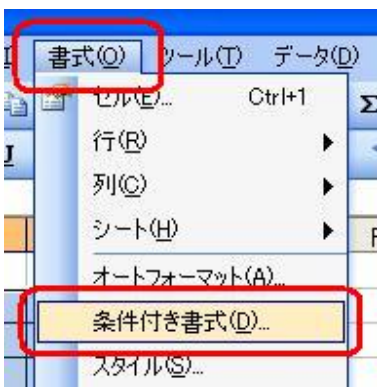 書式(O) ツール(T) データ(D)
セル(E)... Ctrl+1
Σ
行(R)
列(C)
シート(H)
オートフォーマット(A)...
条件付き書式(D)...
スタイル(S)...